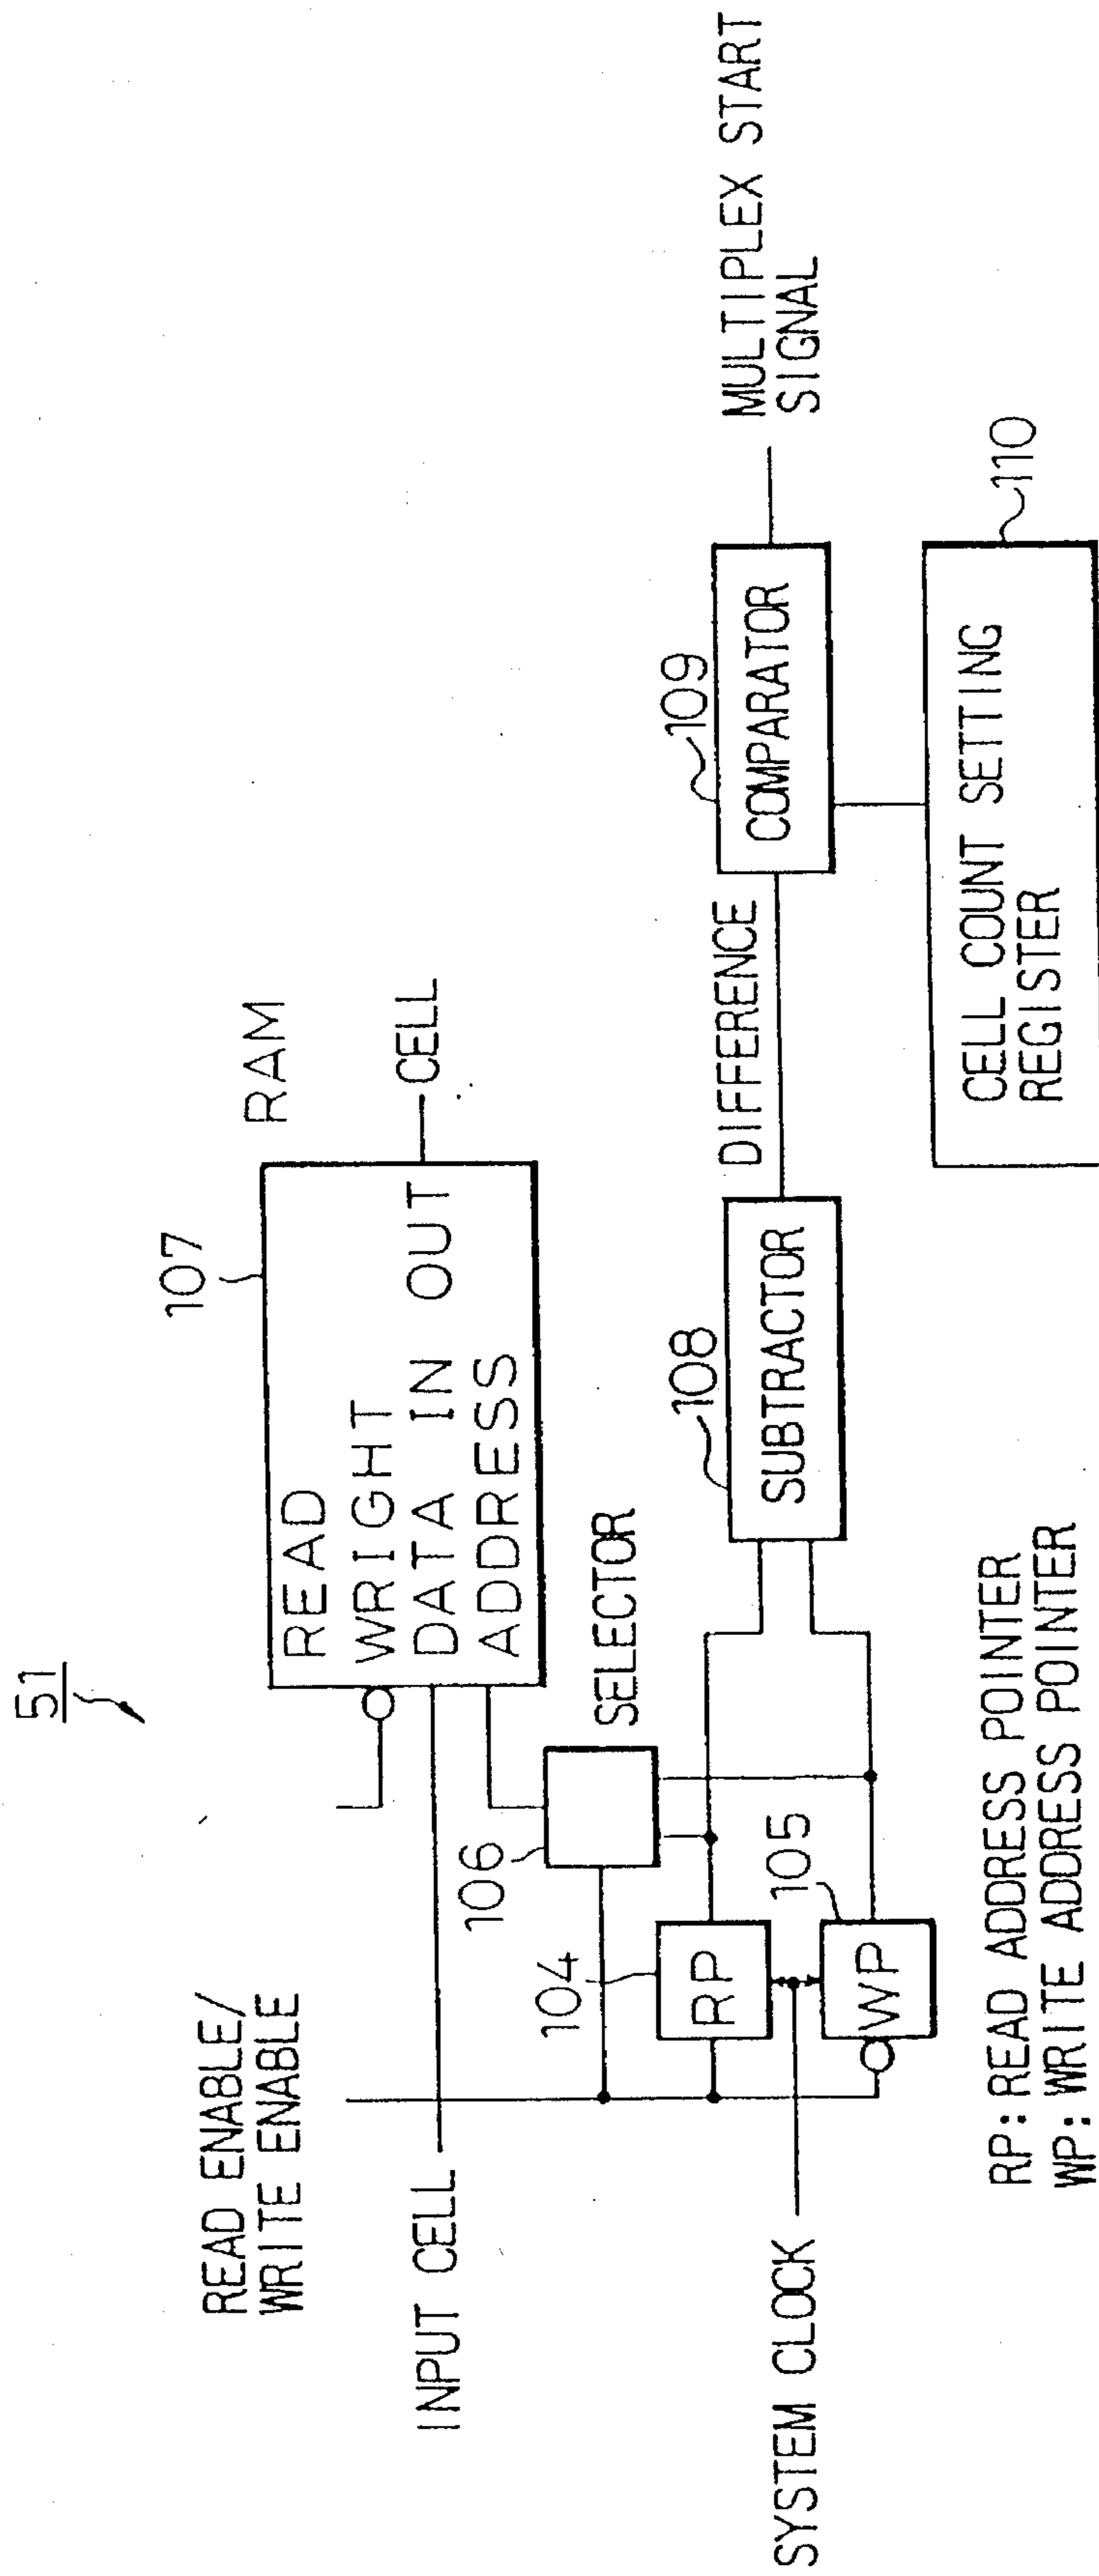 51
READ ENABLE/
WRITE ENABLE
107
RAM
READ
WRIGHT
DATA IN OUT
ADDRESS
CELL
INPUT CELL
106
SELECTOR
104
RP
105
WP
SYSTEM CLOCK
108
SUBTRACTOR
DIFFERENCE
109
COMPARATOR
MULTIPLEX START
SIGNAL
110
CELL COUNT SETTING
REGISTER
RP: READ ADDRESS POINTER
WP: WRITE ADDRESS POINTER